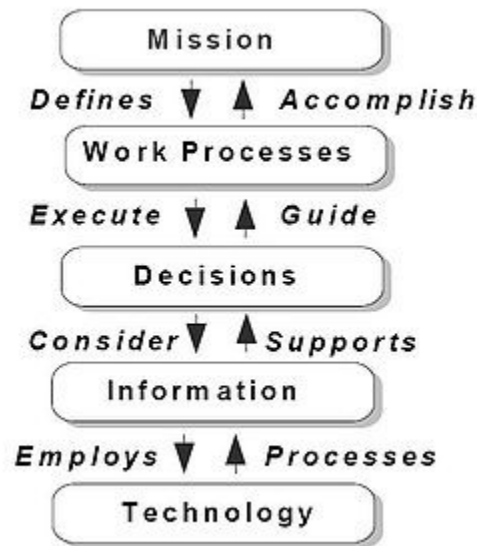 Mission
Defines Accomplish
Work Processes
Execute Guide
Decisions
Consider Supports
Information
Employs Processes
Technology